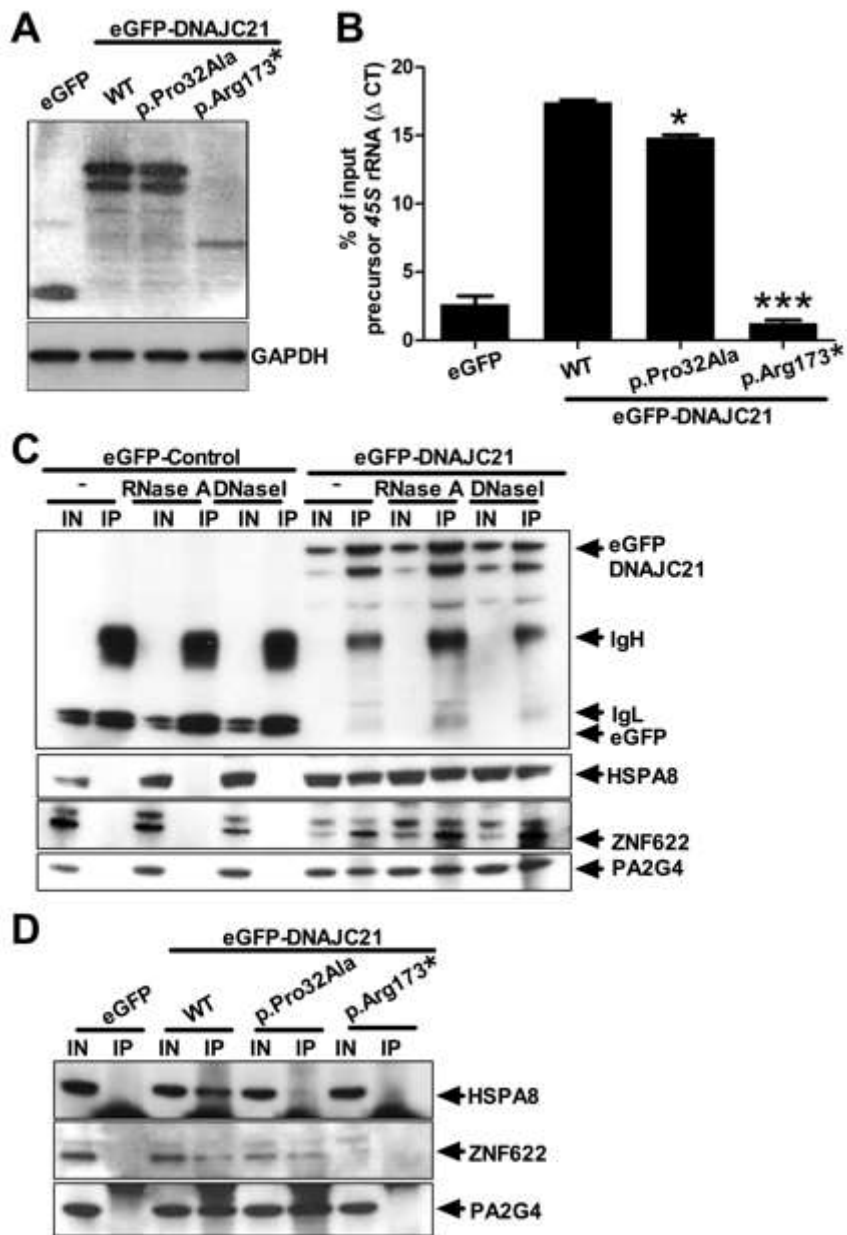 A
eGFP-DNAJC21
eGFP WT p.Pro32Ala p.Arg173*
GAPDH
B
% of input
precursor 45S rRNA (Δ CT)
20
15
10
5
0
*
***
eGFP WT p.Pro32Ala p.Arg173*
eGFP-DNAJC21
C
eGFP-Control eGFP-DNAJC21
- RNase A DNaseI - RNase A DNaseI
IN IP IN IP IN IP IN IP IN IP IN IP
eGFP
DNAJC21
IgH
IgL
eGFP
HSPA8
ZNF622
PA2G4
D
eGFP-DNAJC21
eGFP WT p.Pro32Ala p.Arg173*
IN IP IN IP IN IP IN IP
HSPA8
ZNF622
PA2G4